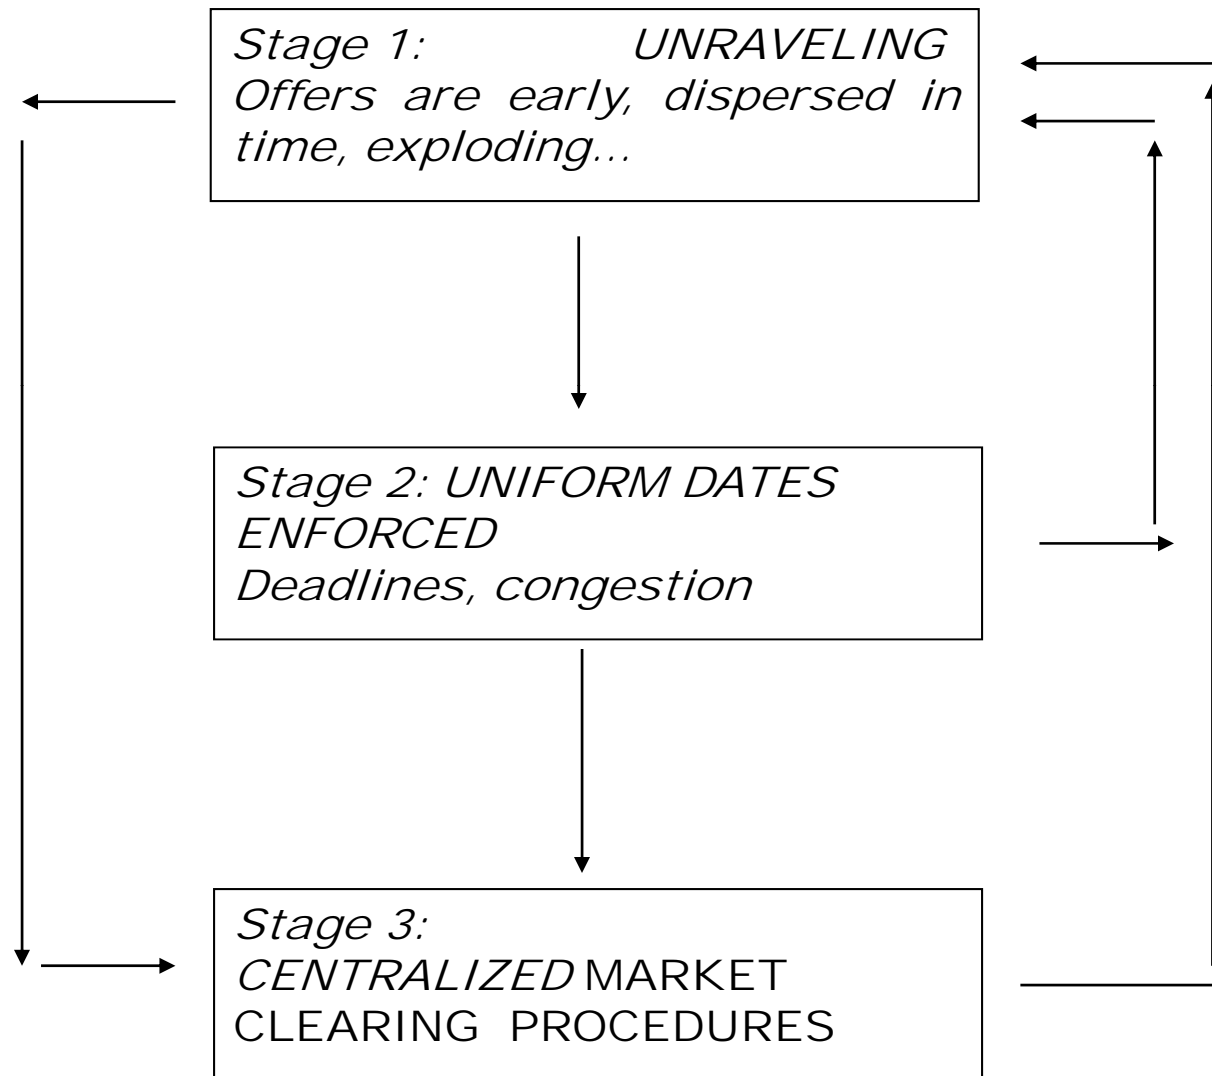 Stage 1: UNRAVELING
Offers are early, dispersed in
time, exploding...
Stage 2: UNIFORM DATES
ENFORCED
Deadlines, congestion
Stage 3:
CENTRALIZED MARKET
CLEARING PROCEDURES